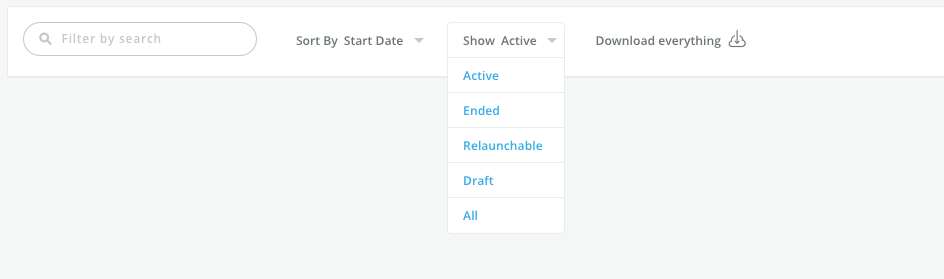 Filter by search
Sort By Start Date
Show Active
Download everything
Active
Ended
Relaunchable
Draft
All